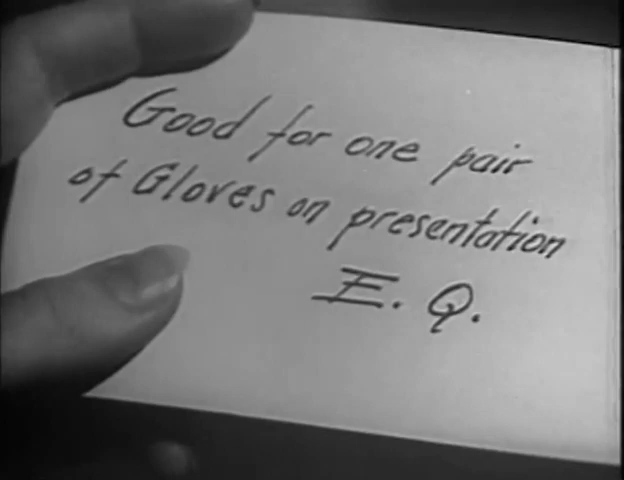 Good for one pair
of Gloves on presentation
E. Q.